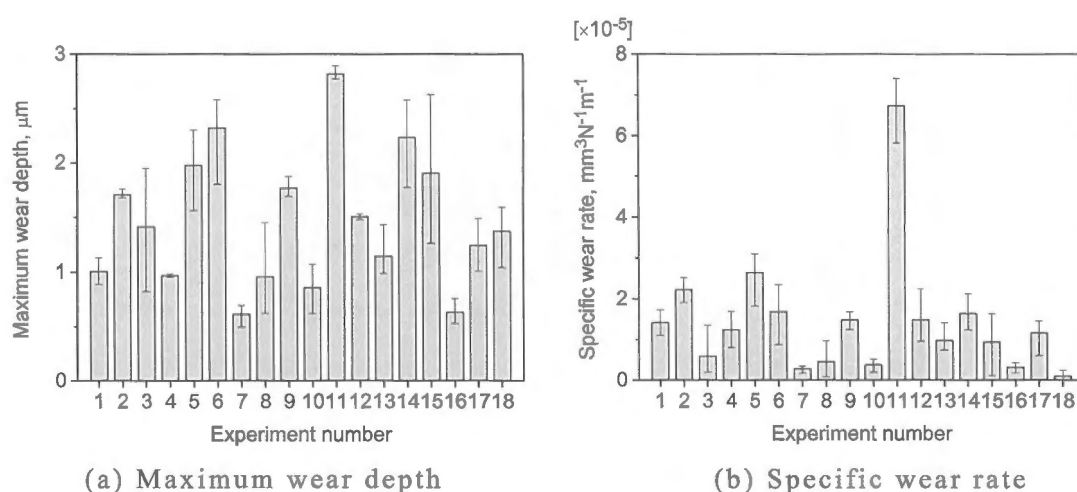 [×10⁻⁵]
3
2
1
0
Maximum wear depth, μm
1 2 3 4 5 6 7 8 9 10 11 12 13 14 15 16 17 18
Experiment number
(a) Maximum wear depth
8
6
4
2
0
Specific wear rate, mm³N⁻¹m⁻¹
1 2 3 4 5 6 7 8 9 10 11 12 13 14 15 16 17 18
Experiment number
(b) Specific wear rate